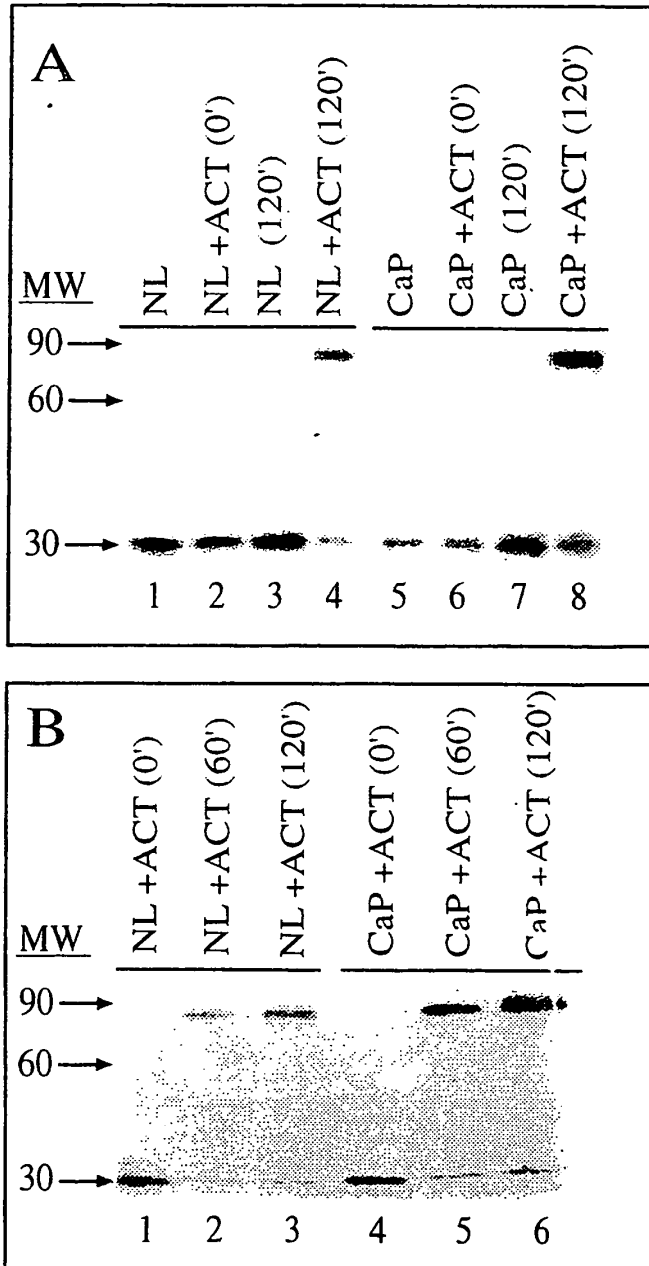 A
NL
NL +ACT (0')
NL (120')
NL +ACT (120')
CaP
CaP +ACT (0')
CaP (120')
CaP +ACT (120')
MW
90
60
30
1 2 3 4 5 6 7 8
B
NL +ACT (0')
NL +ACT (60')
NL +ACT (120')
CaP +ACT (0')
CaP +ACT (60')
CaP +ACT (120')
MW
90
60
30
1 2 3 4 5 6